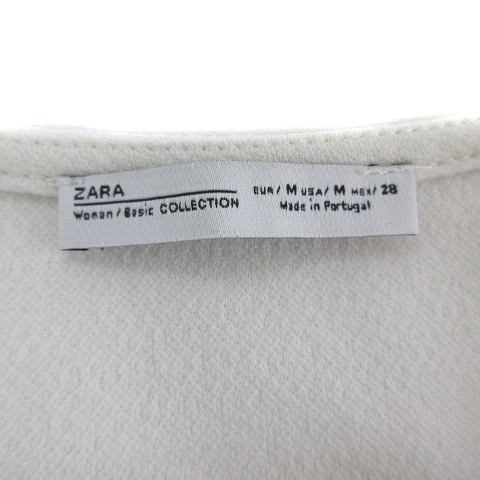 ZARA
Woman / Basic COLLECTION
EUR / M USA / M MEX / 28
Made in Portugal